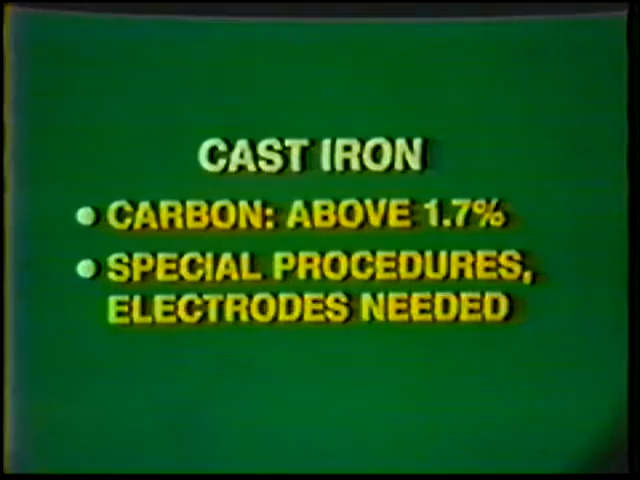 CAST IRON
• CARBON: ABOVE 1.7%
• SPECIAL PROCEDURES,
ELECTRODES NEEDED